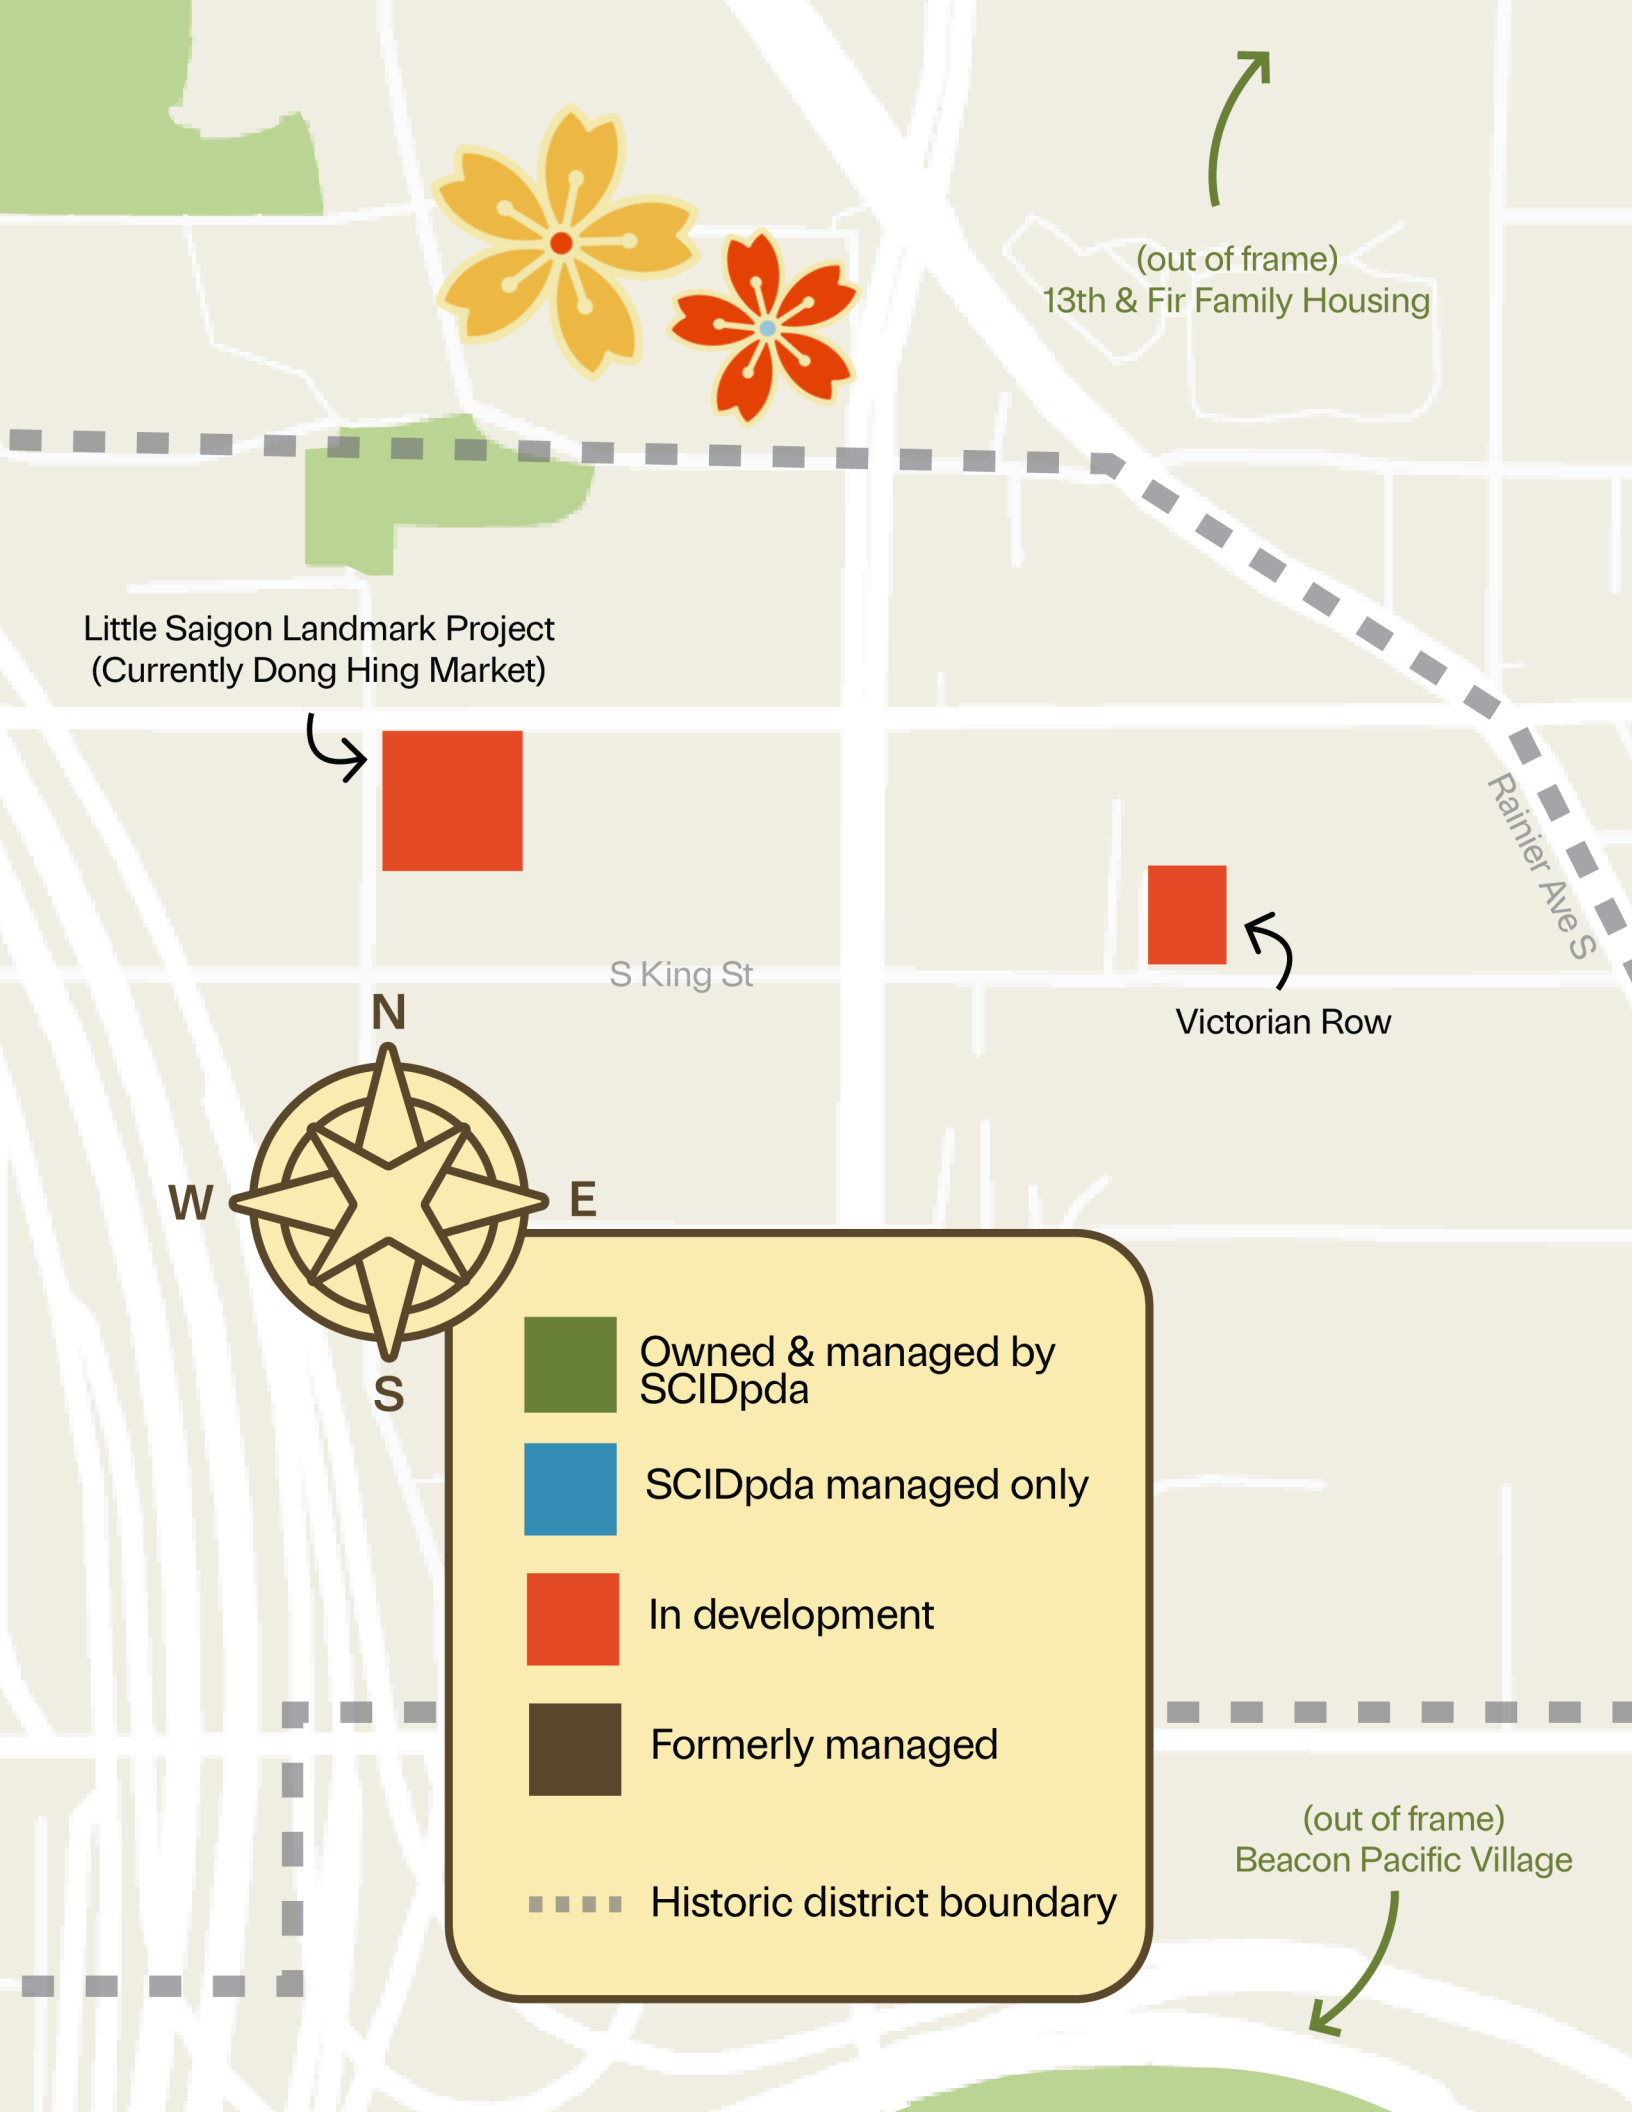 (out of frame)
13th & Fir Family Housing
Little Saigon Landmark Project
(Currently Dong Hing Market)
Rainier Ave S
S King St
Victorian Row
N
W
E
S
Owned & managed by
SCIDpda
SCIDpda managed only
In development
Formerly managed
Historic district boundary
(out of frame)
Beacon Pacific Village